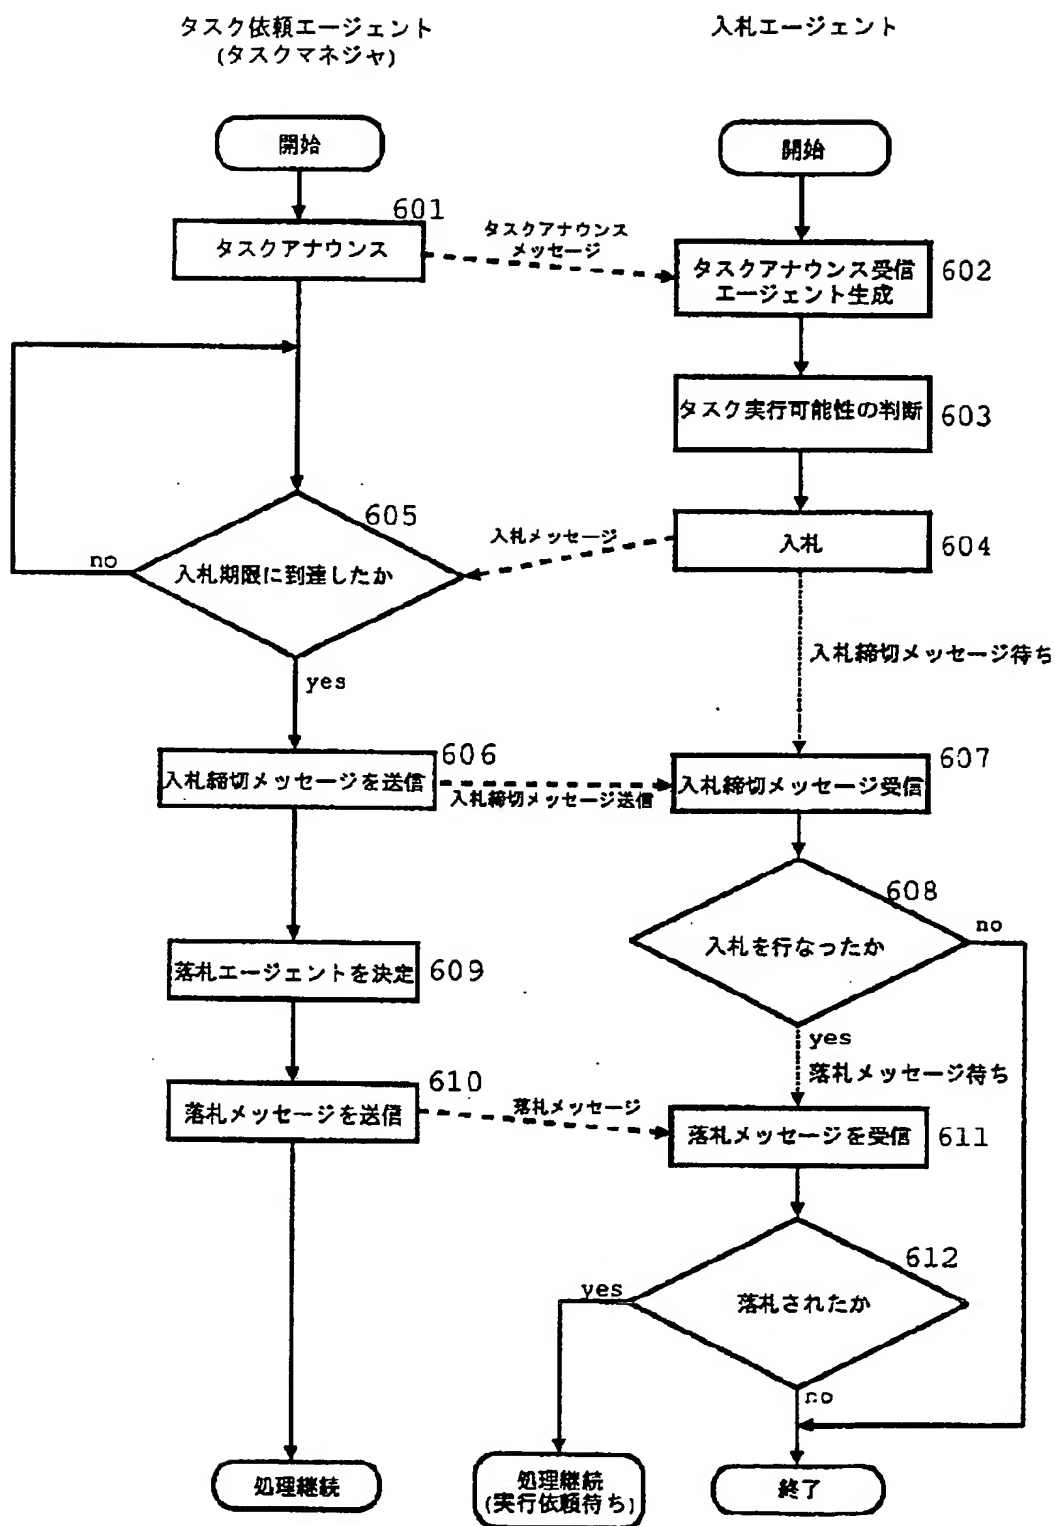 タスク依頼エージェント
(タスクマネジャ)
入札エージェント
開始
開始
601
タスクアナウンス
タスクアナウンス
メッセージ
タスクアナウンス受信
エージェント生成
602
タスク実行可能性の判断
603
605
入札期限に到達したか
no
yes
入札メッセージ
入札
604
入札締切メッセージ待ち
606
入札締切メッセージを送信
入札締切メッセージ送信
607
入札締切メッセージ受信
608
入札を行なったか
no
yes
落札メッセージ待ち
落札エージェントを決定
609
610
落札メッセージを送信
落札メッセージ
落札メッセージを受信
611
612
落札されたか
yes
no
処理継続
処理継続
(実行依頼待ち)
終了